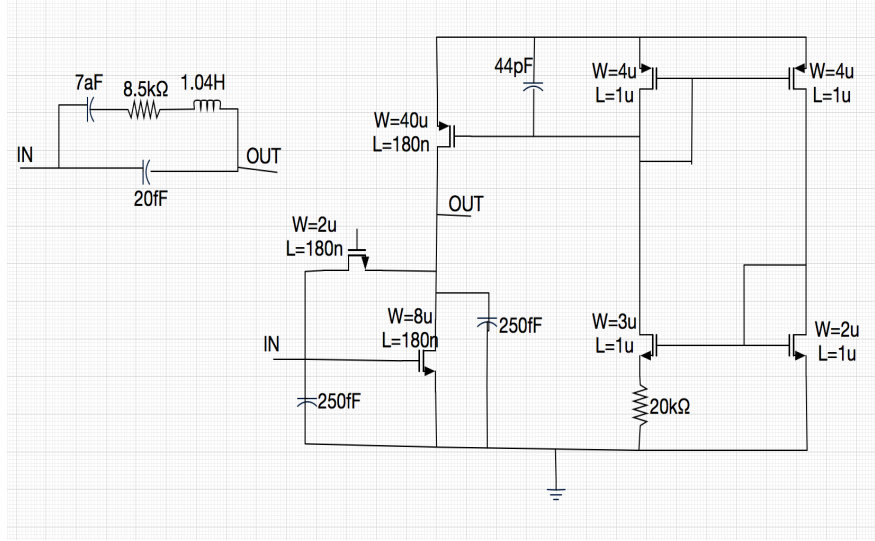 7aF
8.5kΩ
1.04H
IN
OUT
20fF
44pF
W=4u
L=1u
W=4u
L=1u
W=40u
L=180n
OUT
W=2u
L=180n
W=8u
L=180n
250fF
IN
250fF
W=3u
L=1u
W=2u
L=1u
20kΩ